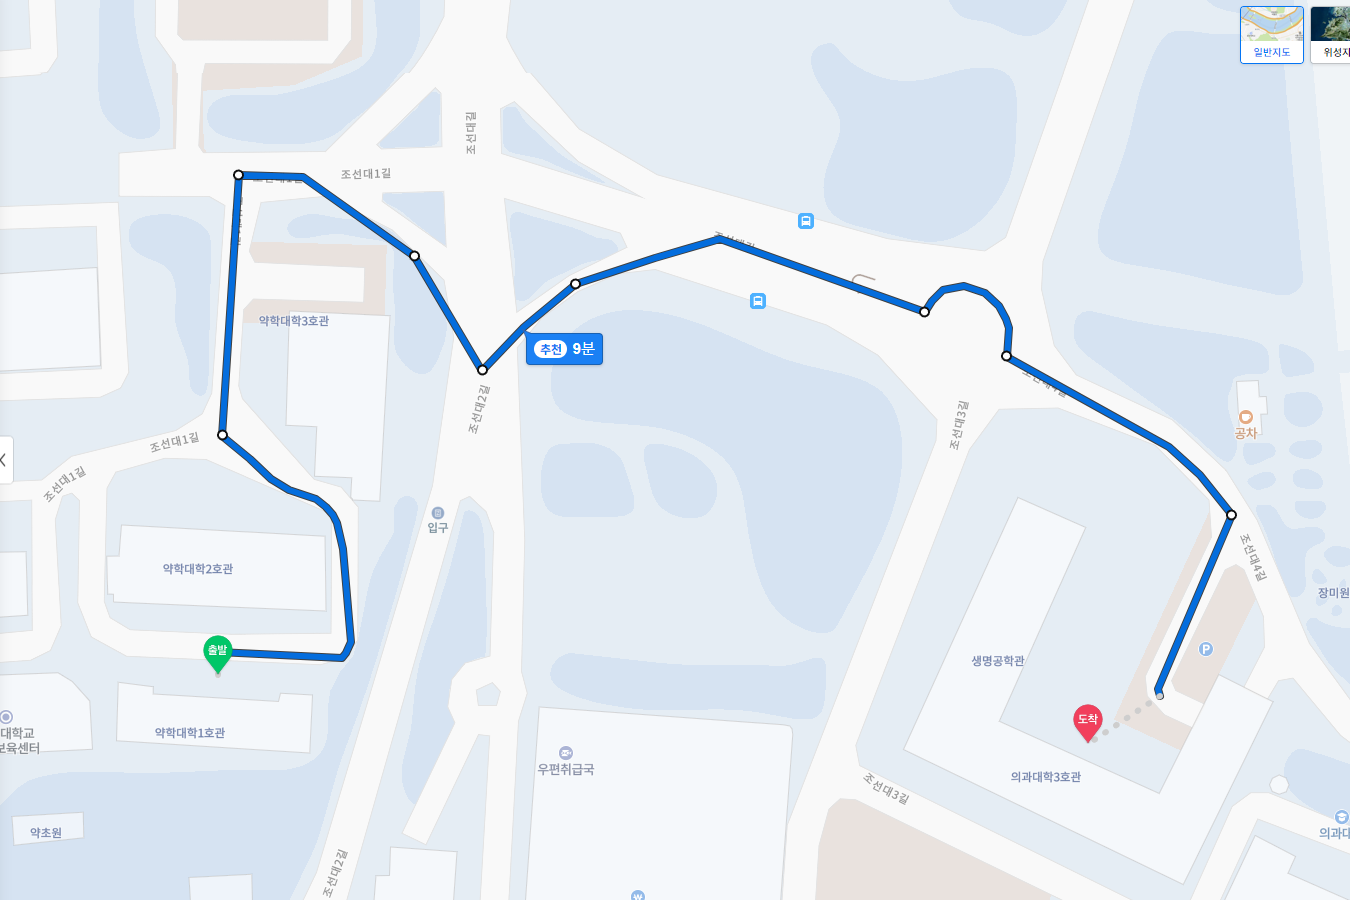 일반지도
위성지
조선대길
조선대1길
조선대길
약학대학3호관
추천 9분
조선대2길
조선대3길
공차
조선대1길
조선대1길
입구
조선대4길
약학대학2호관
장미원
출발
생명공학관
P
도착
대학교
보육센터
약학대학1호관
우편취급국
의과대학3호관
조선대3길
약초원
의과대
조선대2길
W